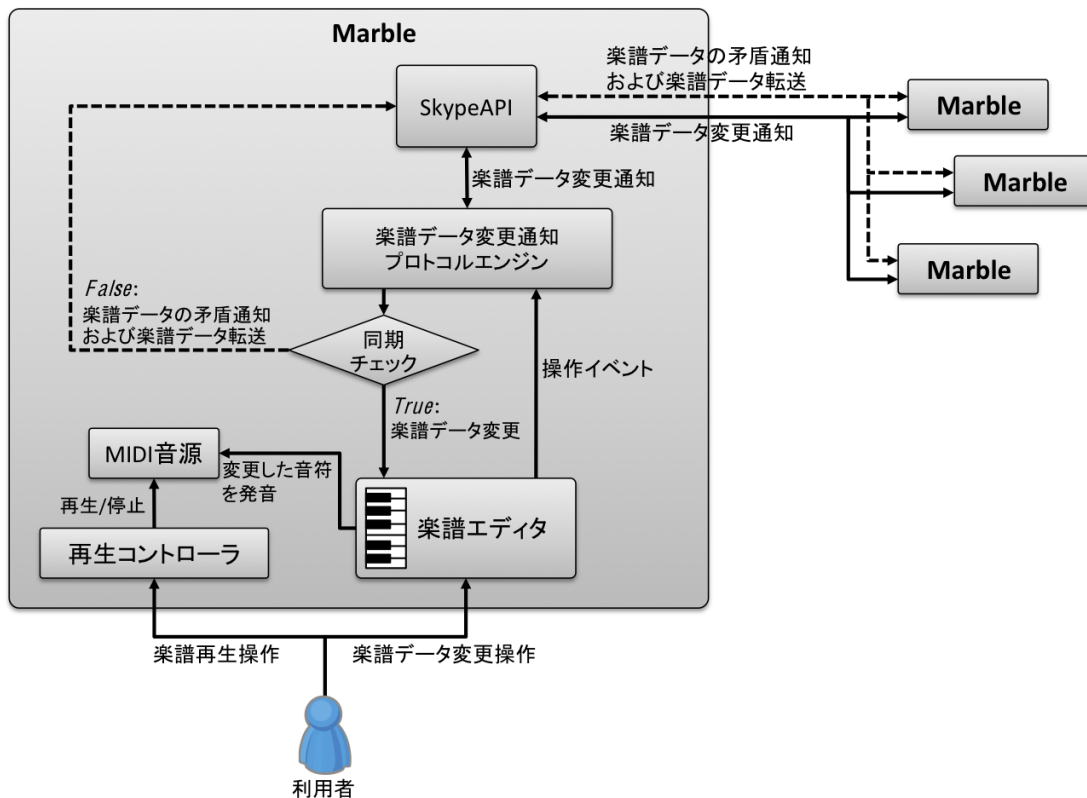 Marble
楽譜データの矛盾通知
および楽譜データ転送
SkypeAPI
Marble
楽譜データ変更通知
楽譜データ変更通知
Marble
楽譜データ変更通知
プロトコルエンジン
Marble
False:
楽譜データの矛盾通知
および楽譜データ転送
同期
チェック
操作イベント
True:
楽譜データ変更
MIDI音源
変更した音符
を発音
再生/停止
楽譜エディタ
再生コントローラ
楽譜再生操作
楽譜データ変更操作
利用者